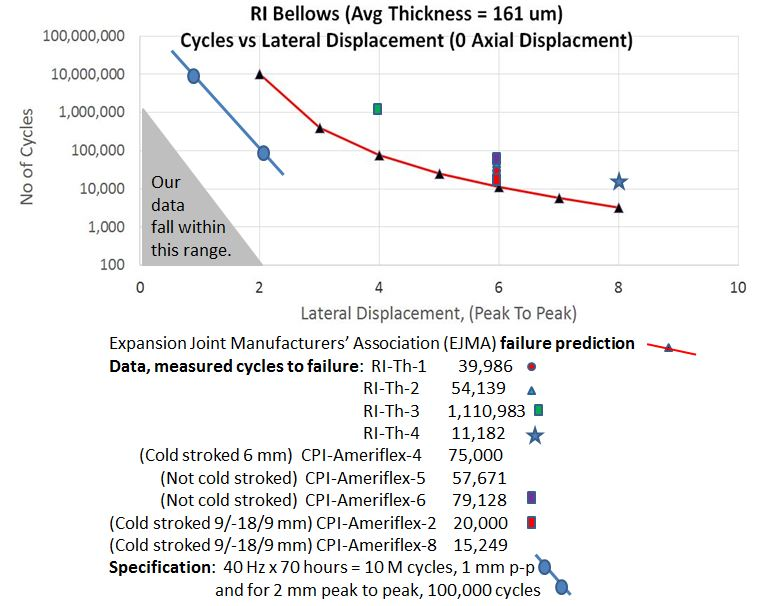 RI Bellows (Avg Thickness = 161 um)
Cycles vs Lateral Displacement (0 Axial Displacment)
100,000,000
10,000,000
1,000,000
100,000
10,000
1,000
100
No of Cycles
Our
data
fall within
this range.
0 2 4 6 8 10
Lateral Displacement, (Peak To Peak)
Expansion Joint Manufacturers’ Association (EJMA) failure prediction
Data, measured cycles to failure: RI-Th-1 39,986
RI-Th-2 54,139
RI-Th-3 1,110,983
RI-Th-4 11,182
(Cold stroked 6 mm) CPI-Ameriflex-4 75,000
(Not cold stroked) CPI-Ameriflex-5 57,671
(Not cold stroked) CPI-Ameriflex-6 79,128
(Cold stroked 9/-18/9 mm) CPI-Ameriflex-2 20,000
(Cold stroked 9/-18/9 mm) CPI-Ameriflex-8 15,249
Specification: 40 Hz x 70 hours = 10 M cycles, 1 mm p-p
and for 2 mm peak to peak, 100,000 cycles